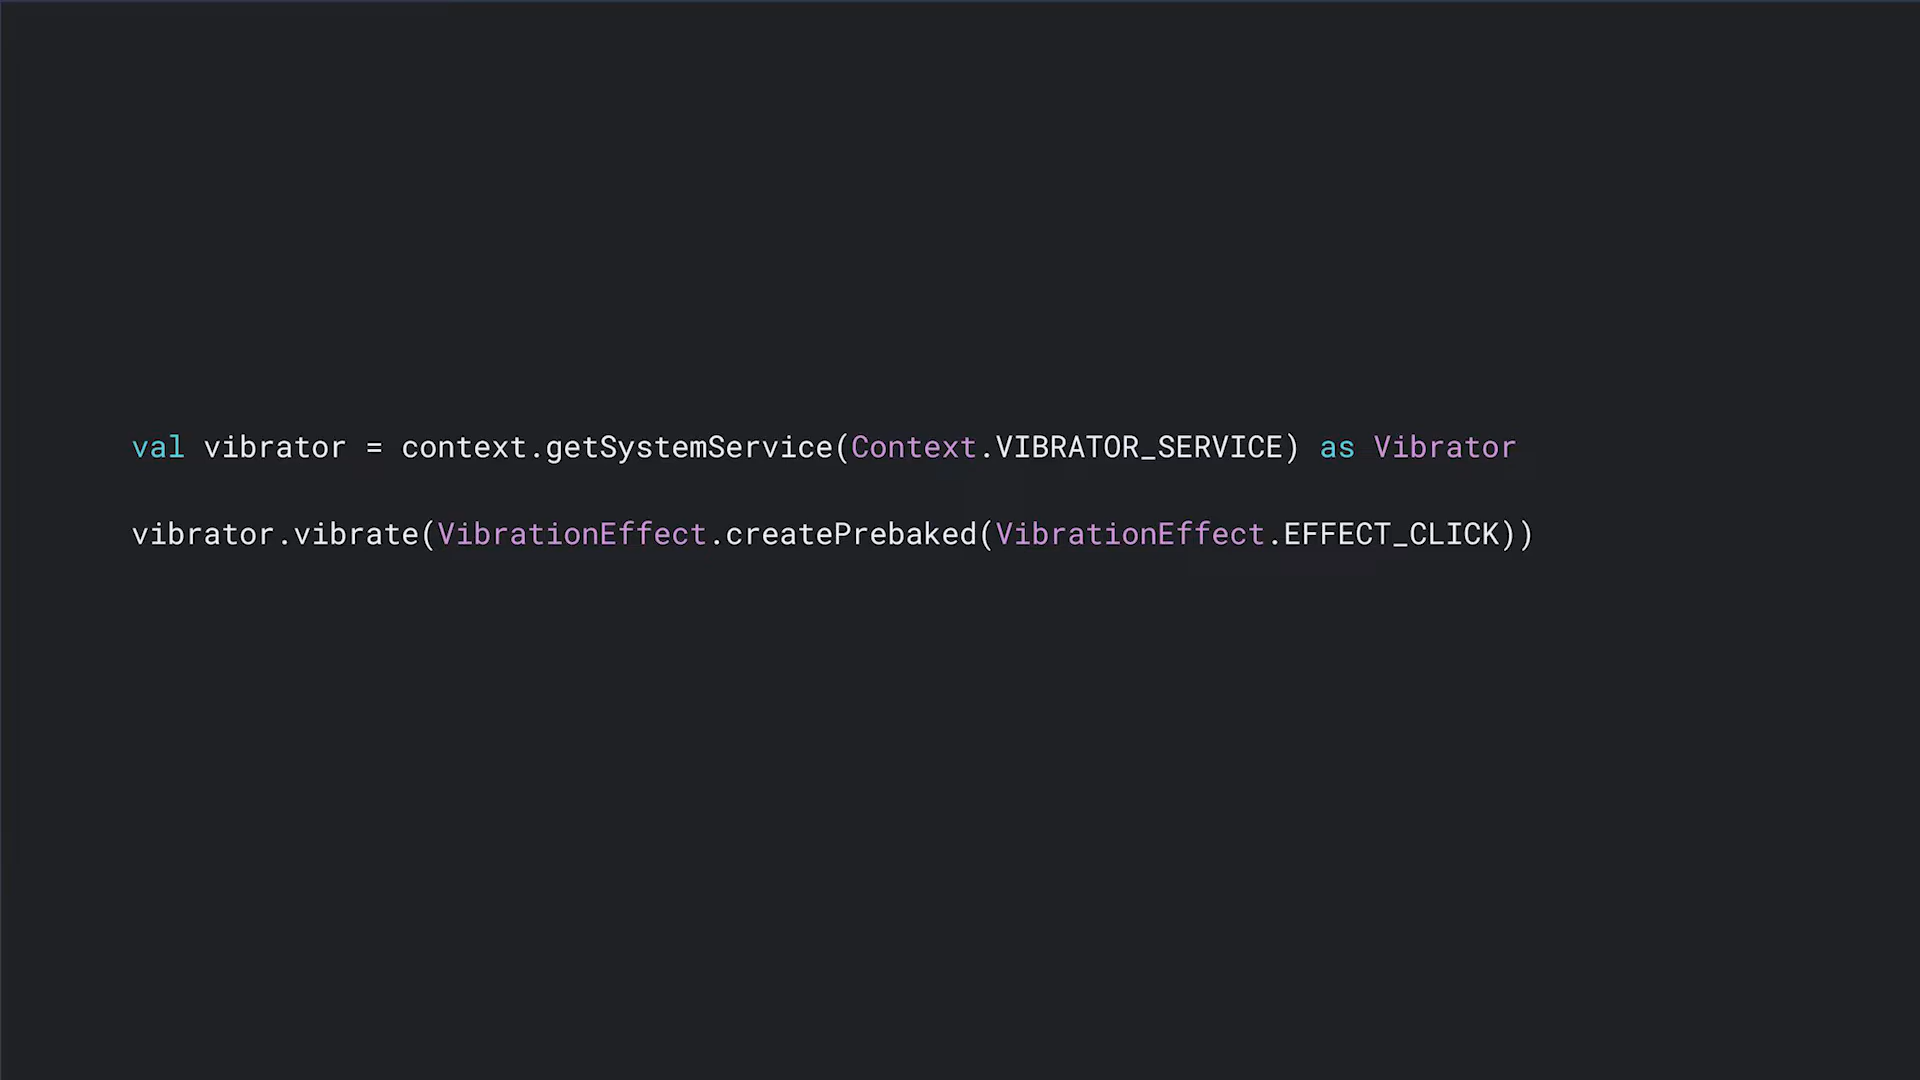 val vibrator = context.getSystemService(Context.VIBRATOR_SERVICE) as Vibrator
vibrator.vibrate(VibrationEffect.createPrebaked(VibrationEffect.EFFECT_CLICK))